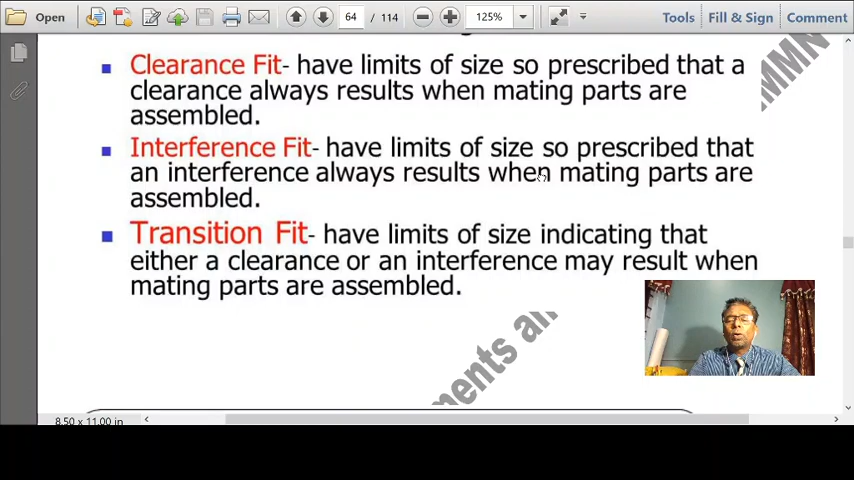 Open
64
/ 114
125%
Tools
Fill & Sign
Comment
Clearance Fit- have limits of size so prescribed that a
clearance always results when mating parts are
assembled.
Interference Fit- have limits of size so prescribed that
an interference always results when mating parts are
assembled.
Transition Fit- have limits of size indicating that
either a clearance or an interference may result when
mating parts are assembled.
8.50 x 11.00 in